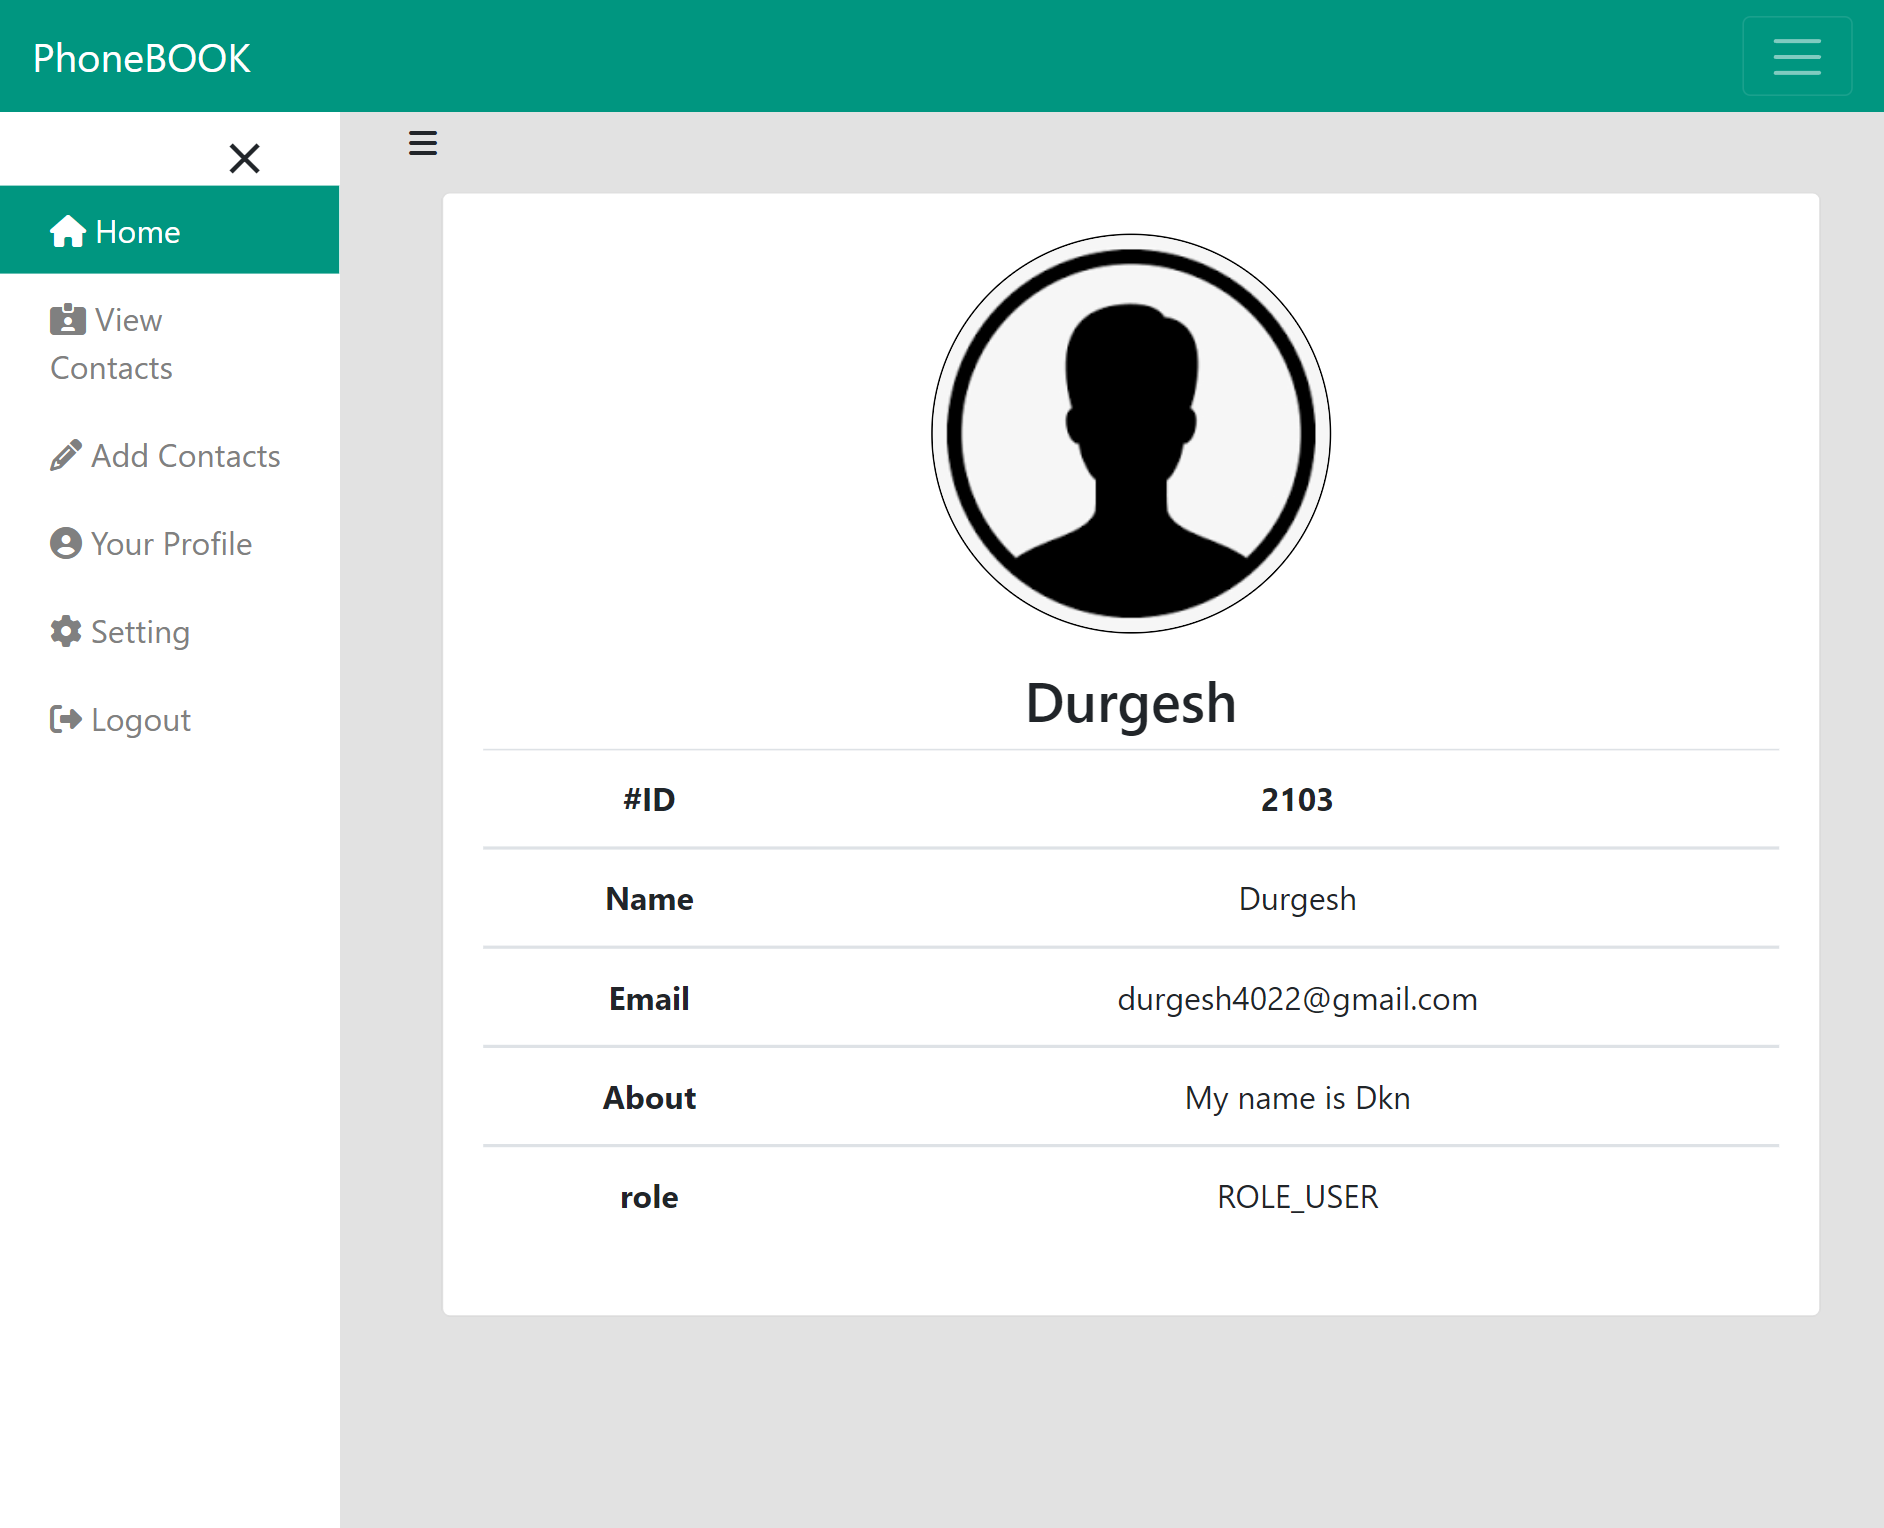 PhoneBOOK
Home
View
Contacts
Add Contacts
Your Profile
Setting
Logout
Durgesh
#ID 2103
Name Durgesh
Email durgesh4022@gmail.com
About My name is Dkn
role ROLE_USER